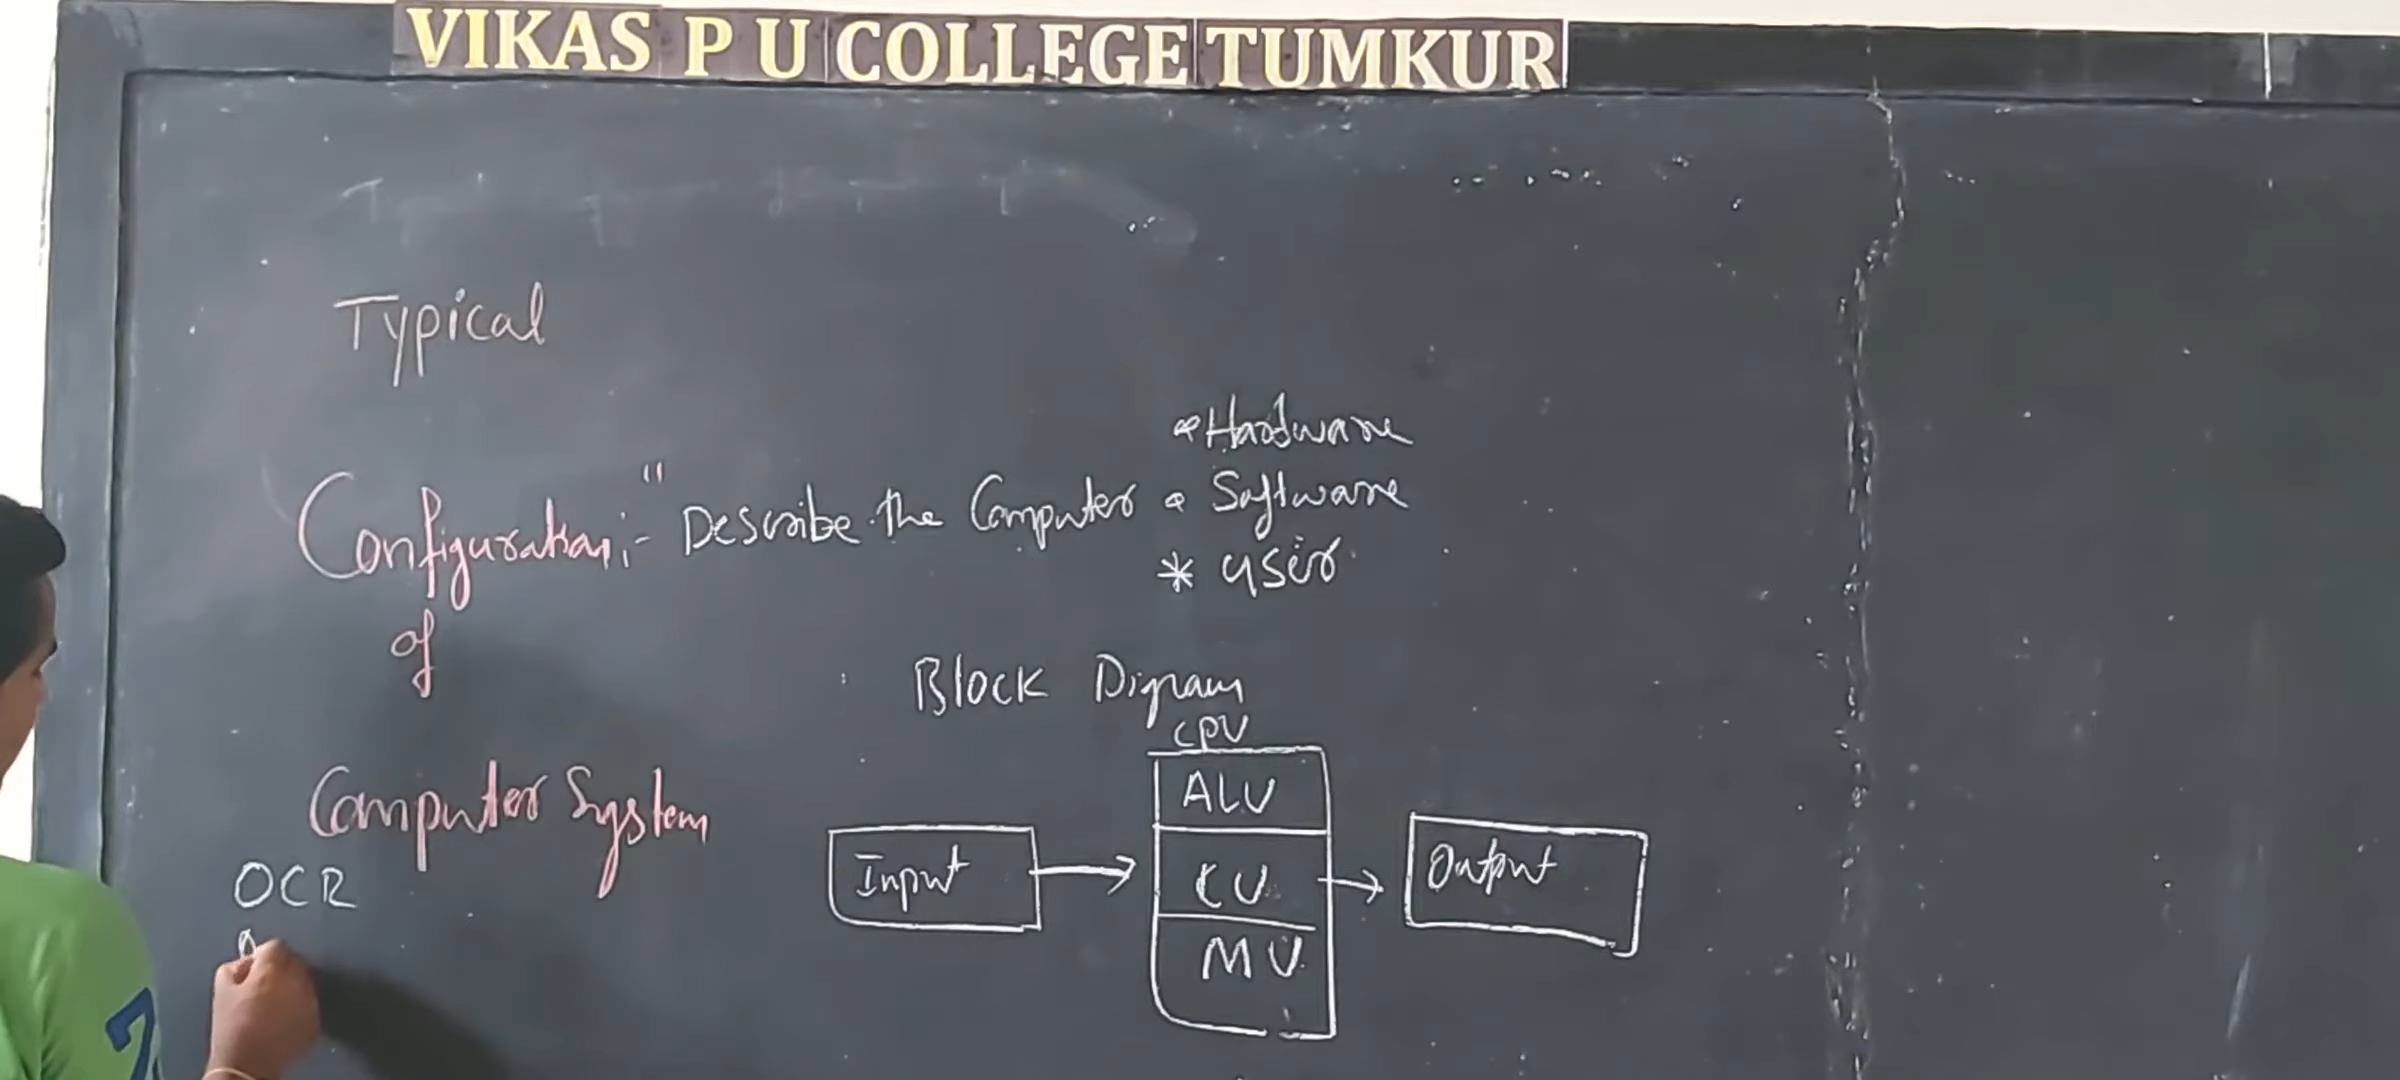 VIKAS P U COLLEGE TUMKUR
Typical
* Hardware
Configuration:- " Describe the Computer * Software
* user
of
Block Digram
CPU
Computer System
ALU
Input
CU
Output
OCR
MU